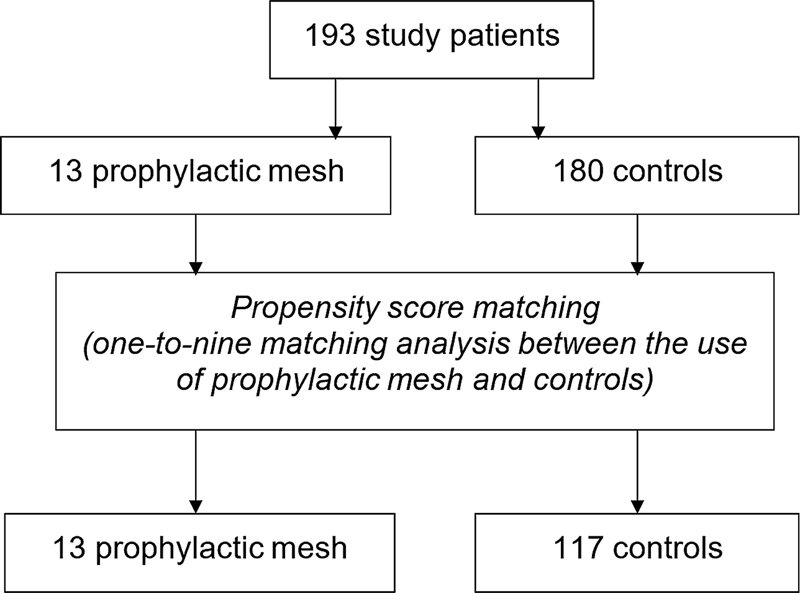 193 study patients
13 prophylactic mesh
180 controls
Propensity score matching
(one-to-nine matching analysis between the use
of prophylactic mesh and controls)
13 prophylactic mesh
117 controls